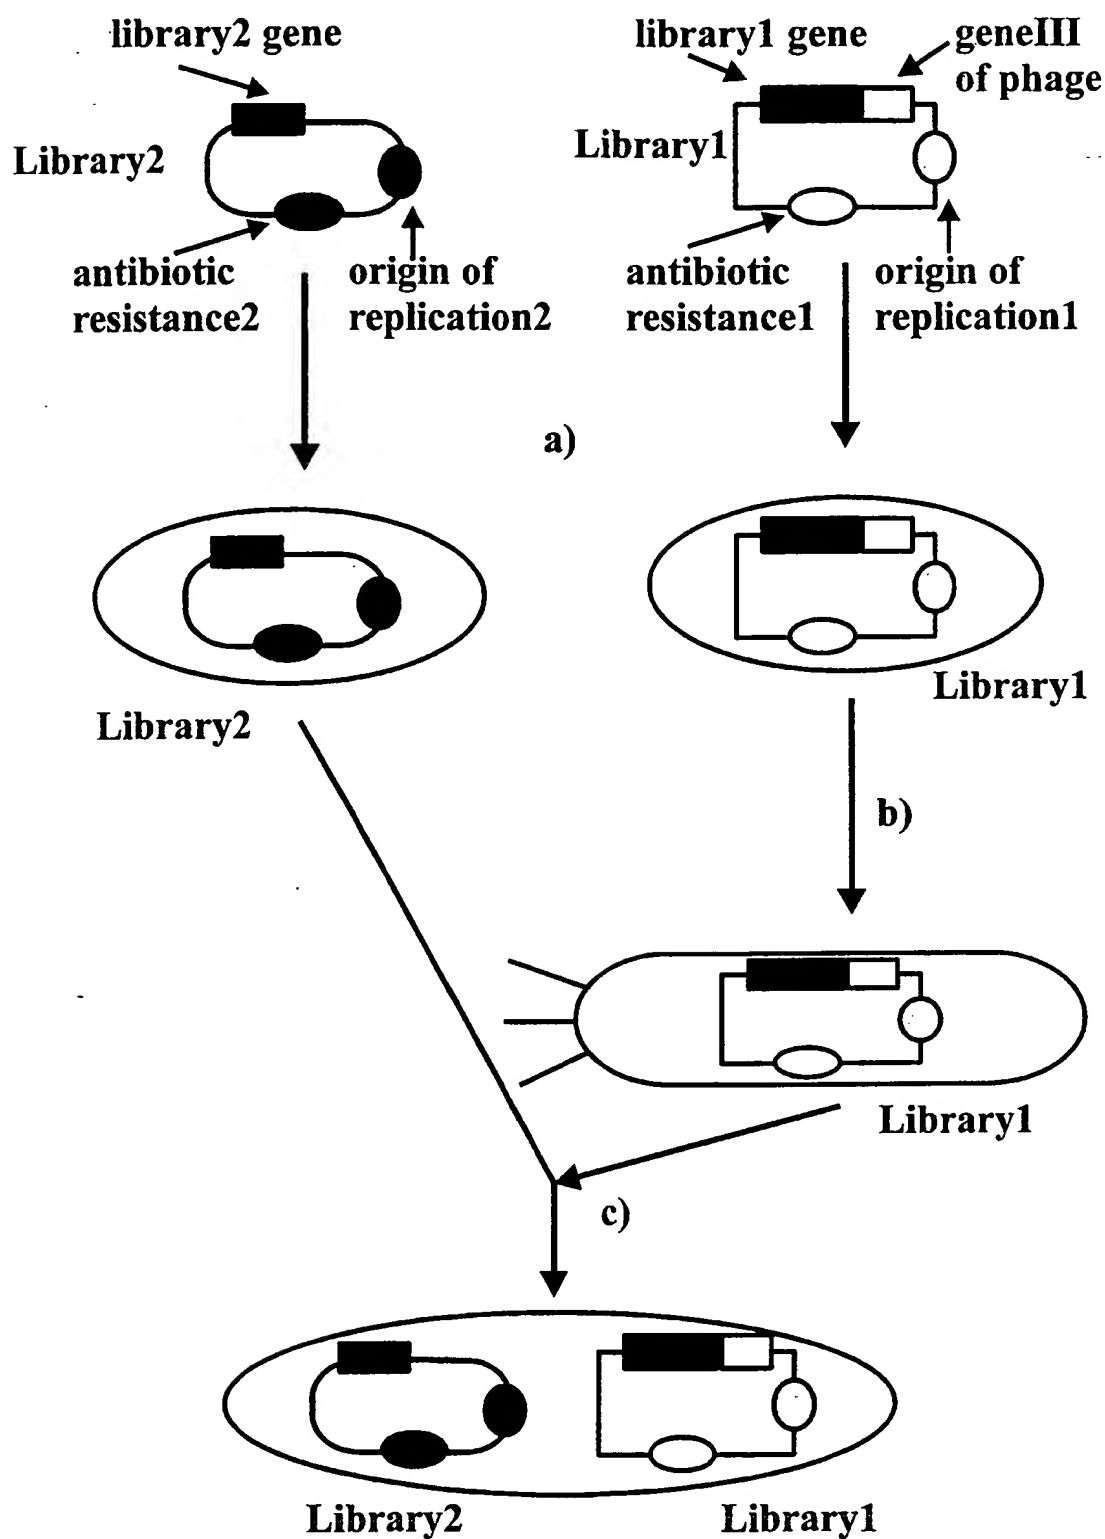 library2 gene
library1 gene
geneIII
of phage
Library2
Library1
antibiotic
resistance2
origin of
replication2
antibiotic
resistance1
origin of
replication1
a)
Library2
Library1
b)
Library1
c)
Library2
Library1